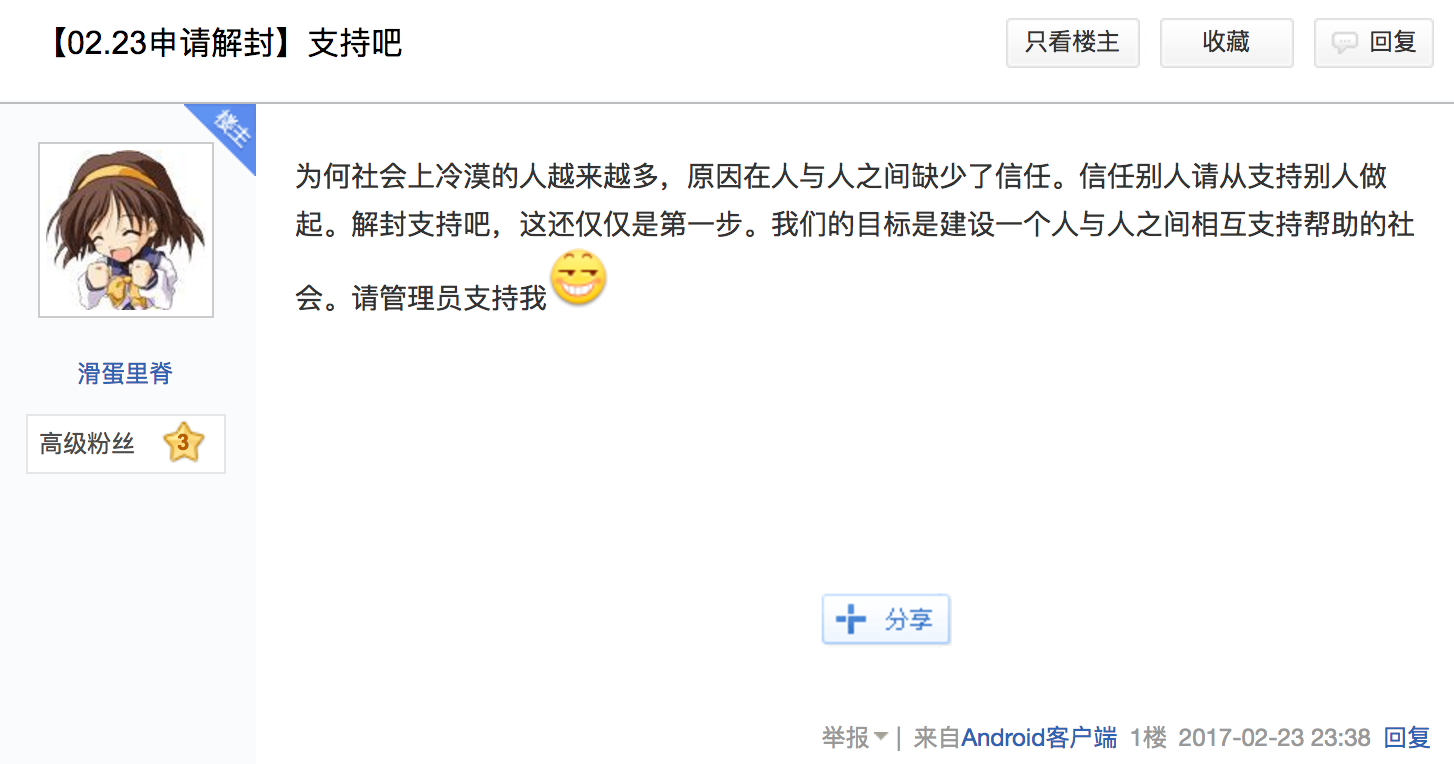 【02.23申请解封】支持吧
只看楼主
收藏
回复
楼主
为何社会上冷漠的人越来越多，原因在人与人之间缺少了信任。信任别人请从支持别人做
起。解封支持吧，这还仅仅是第一步。我们的目标是建设一个人与人之间相互支持帮助的社
会。请管理员支持我
滑蛋里脊
高级粉丝 3
分享
举报 | 来自Android客户端 1楼 2017-02-23 23:38 回复